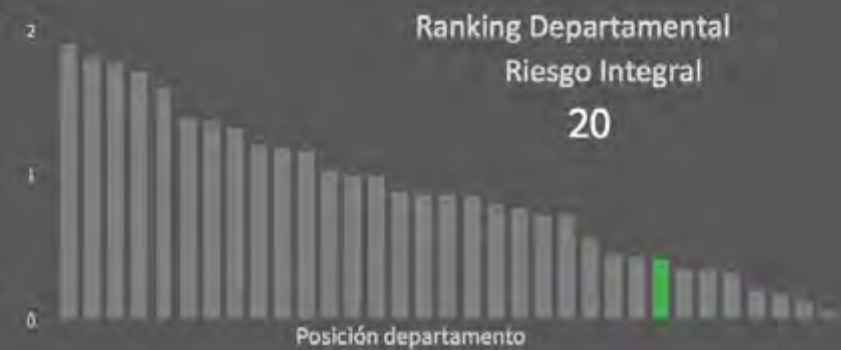 Ranking Departamental
Riesgo Integral
20
2
1
0
Posición departamento